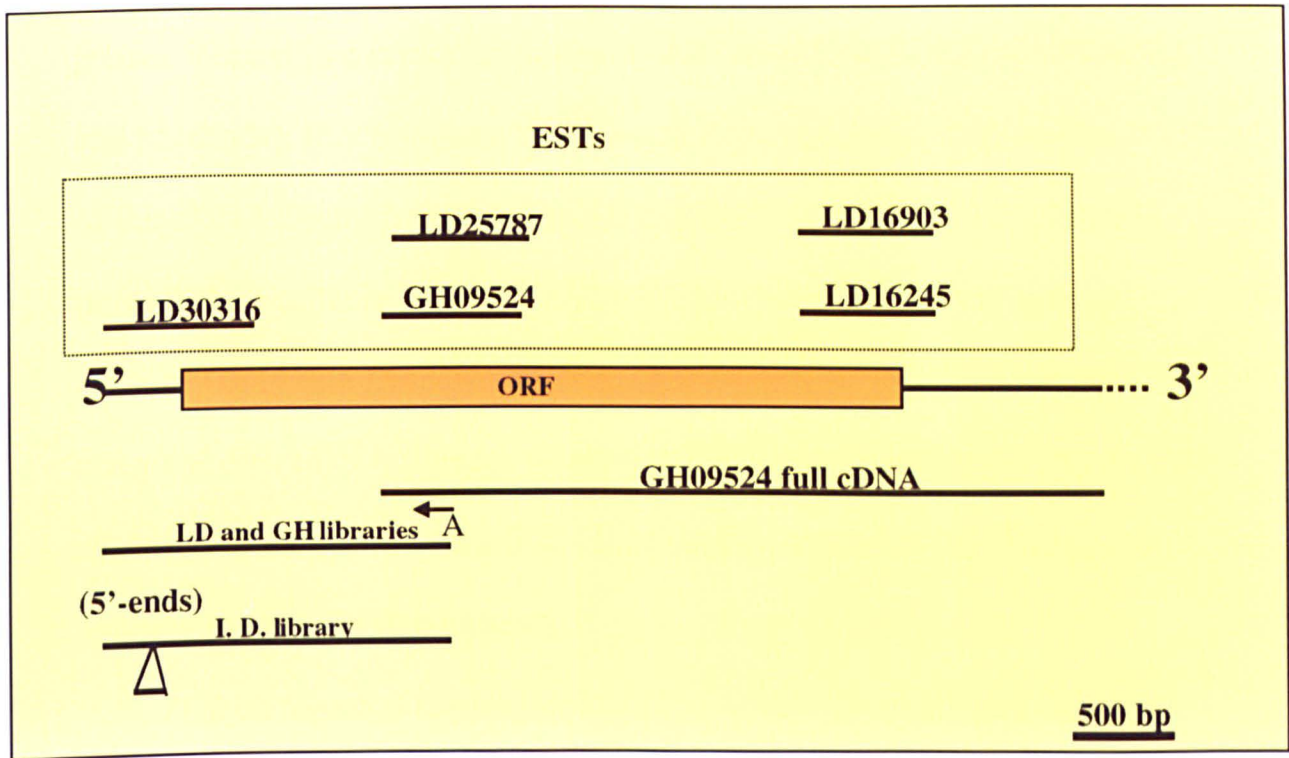 ESTs
LD25787
LD16903
LD30316
GH09524
LD16245
5’
ORF
3’
GH09524 full cDNA
LD and GH libraries
A
(5’-ends)
I. D. library
500 bp